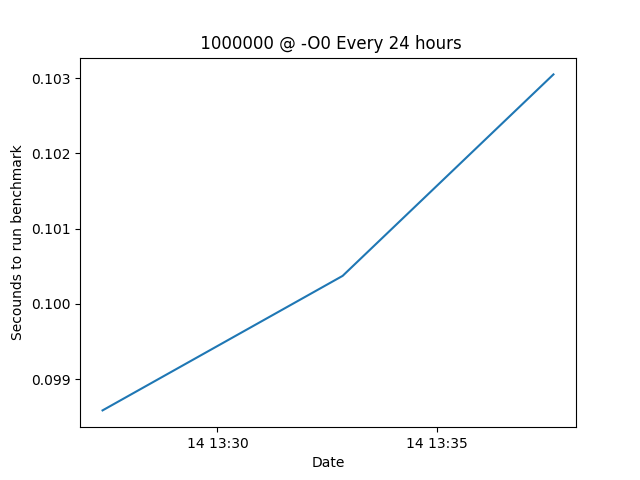 1000000 @ -O0 Every 24 hours
Secounds to run benchmark
0.103
0.102
0.101
0.100
0.099
14 13:30
14 13:35
Date